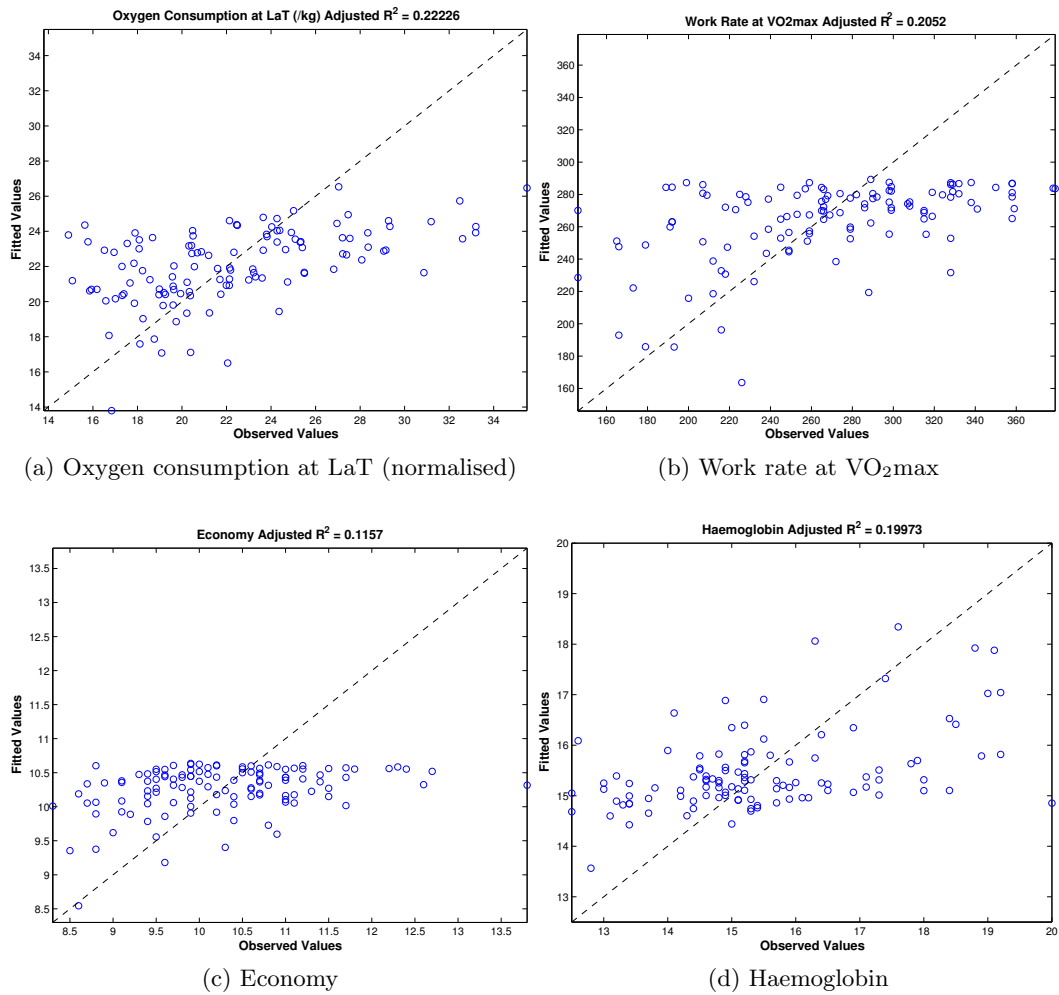 Oxygen Consumption at LaT (/kg) Adjusted R² = 0.22226
34
32
30
28
26
24
22
20
18
16
14
Fitted Values
14 16 18 20 22 24 26 28 30 32 34
Observed Values
(a) Oxygen consumption at LaT (normalised)
Work Rate at VO2max Adjusted R² = 0.2052
360
340
320
300
280
260
240
220
200
180
160
Fitted Values
160 180 200 220 240 260 280 300 320 340 360
Observed Values
(b) Work rate at VO₂max
Economy Adjusted R² = 0.1157
13.5
13
12.5
12
11.5
11
10.5
10
9.5
9
8.5
Fitted Values
8.5 9 9.5 10 10.5 11 11.5 12 12.5 13 13.5
Observed Values
(c) Economy
Haemoglobin Adjusted R² = 0.19973
20
19
18
17
16
15
14
13
Fitted Values
13 14 15 16 17 18 19 20
Observed Values
(d) Haemoglobin